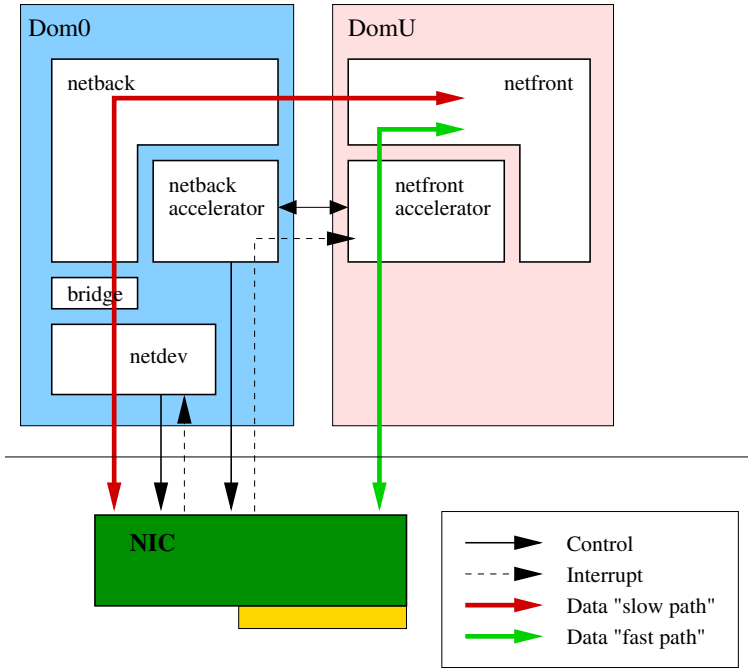 Dom0
DomU
netback
netfront
netback
accelerator
netfront
accelerator
bridge
netdev
NIC
Control
Interrupt
Data "slow path"
Data "fast path"